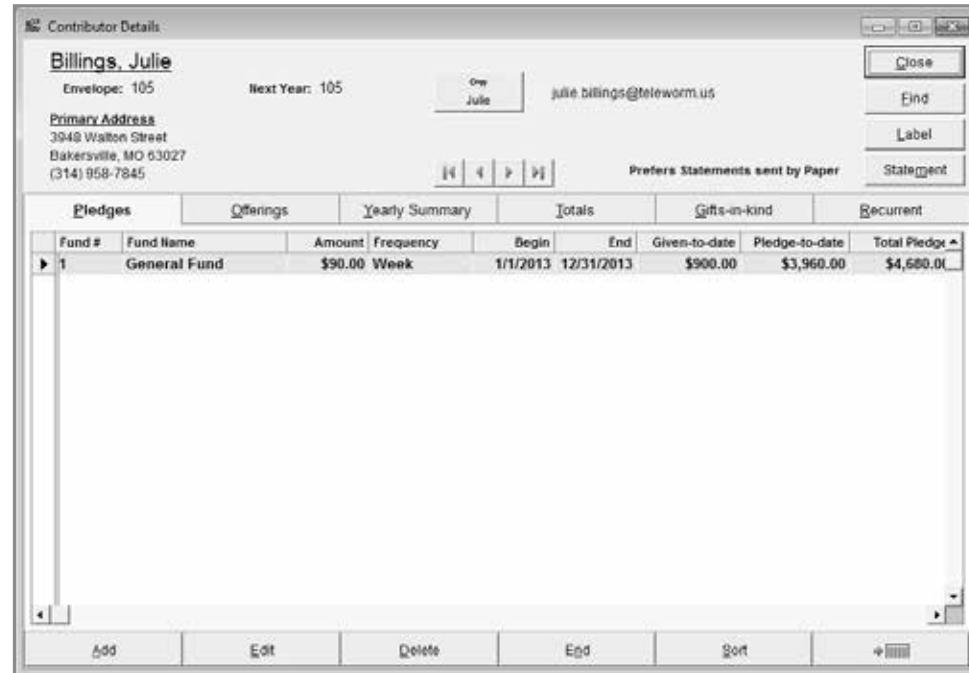 Contributor Details
Billings, Julie
Close
Envelope: 105 Next Year: 105
Copy
Julie
julie.billings@teleworm.us
Find
Primary Address
3948 Walton Street
Label
Bakersville, MO 63027
(314) 958-7845
Prefers Statements sent by Paper
Statement
Pledges Offerings Yearly Summary Totals Gifts-in-kind Recurrent
Fund # Fund Name Amount Frequency Begin End Given-to-date Pledge-to-date Total Pledge
1 General Fund $90.00 Week 1/1/2013 12/31/2013 $900.00 $3,960.00 $4,680.00
Add Edit Delete End Sort